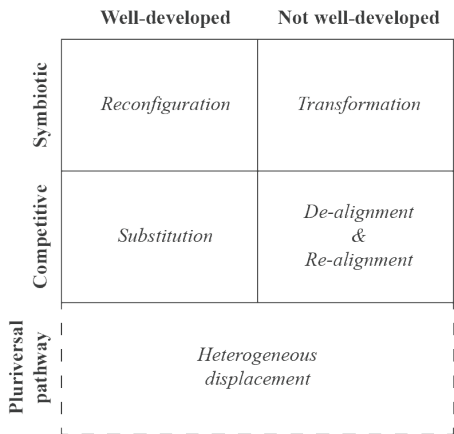 Well-developed
Not well-developed
Symbiotic
Reconfiguration
Transformation
Competitive
Substitution
De-alignment
&
Re-alignment
Pluriversal
pathway
Heterogeneous
displacement